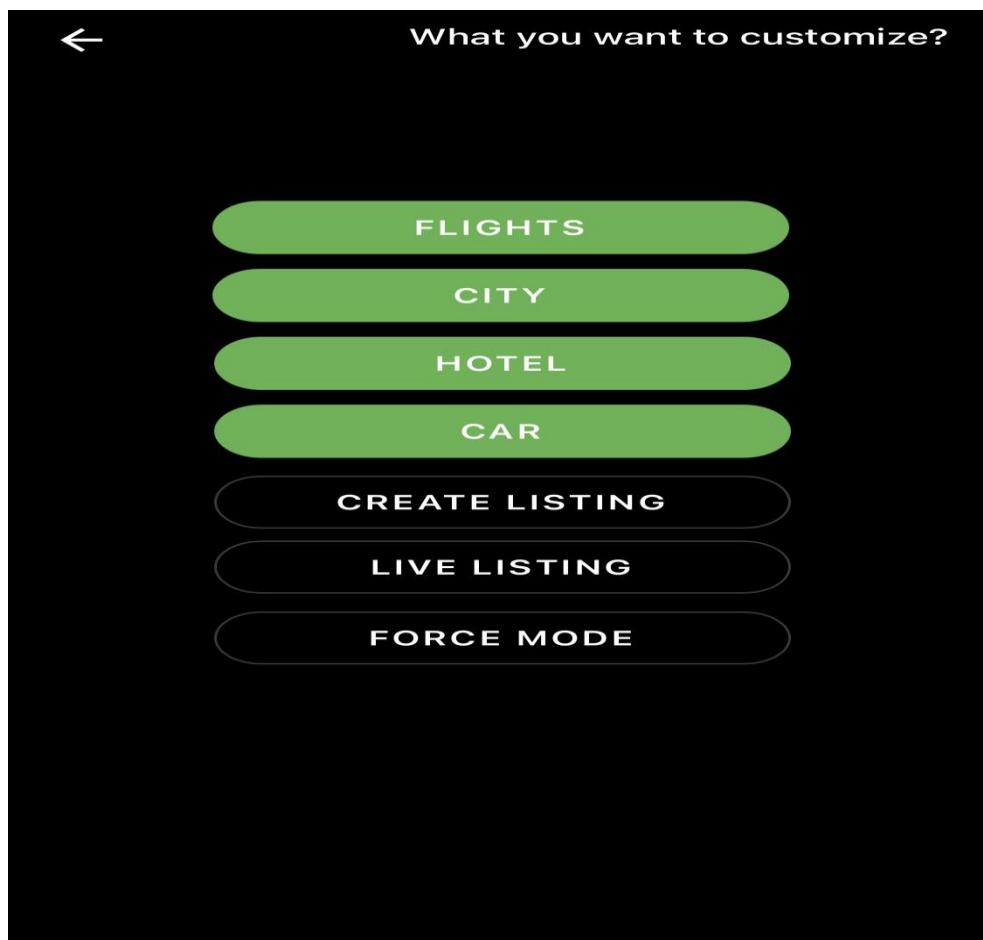 What you want to customize?
FLIGHTS
CITY
HOTEL
CAR
CREATE LISTING
LIVE LISTING
FORCE MODE